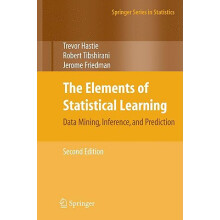 Springer Series in Statistics
Trevor Hastie
Robert Tibshirani
Jerome Friedman
The Elements of
Statistical Learning
Data Mining, Inference, and Prediction
Second Edition
Springer